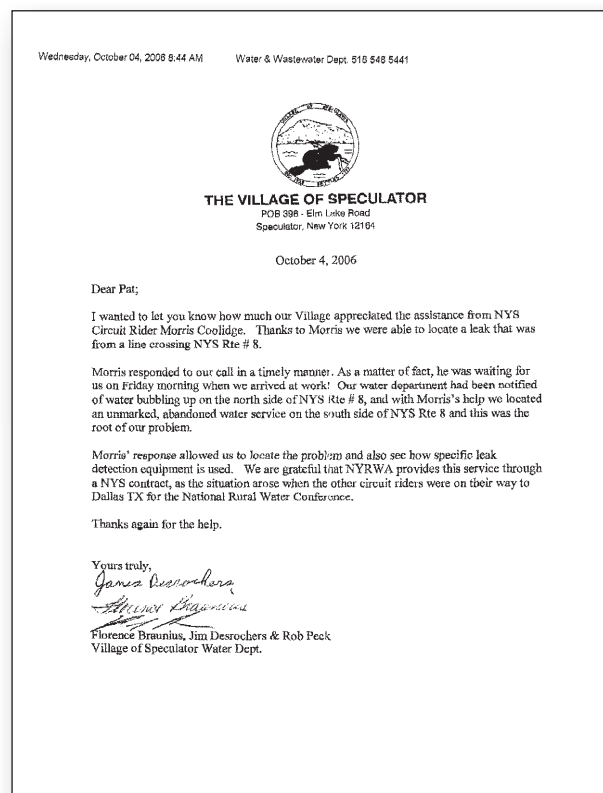 Wednesday, October 04, 2006 8:44 AM Water & Wastewater Dept. 518 548 5441
THE VILLAGE OF SPECULATOR
POB 396 - Elm Lake Road
Speculator, New York 12164
October 4, 2006
Dear Pat;
I wanted to let you know how much our Village appreciated the assistance from NYS
Circuit Rider Morris Coolidge. Thanks to Morris we were able to locate a leak that was
from a line crossing NYS Rte # 8.
Morris responded to our call in a timely manner. As a matter of fact, he was waiting for
us on Friday morning when we arrived at work! Our water department had been notified
of water bubbling up on the north side of NYS Rte # 8, and with Morris's help we located
an unmarked, abandoned water service on the south side of NYS Rte 8 and this was the
root of our problem.
Morris' response allowed us to locate the problem and also see how specific leak
detection equipment is used. We are grateful that NYRWA provides this service through
a NYS contract, as the situation arose when the other circuit riders were on their way to
Dallas TX for the National Rural Water Conference.
Thanks again for the help.
Yours truly,
James Desrochers
Florence Braunius
Florence Braunius, Jim Desrochers & Rob Peck
Village of Speculator Water Dept.